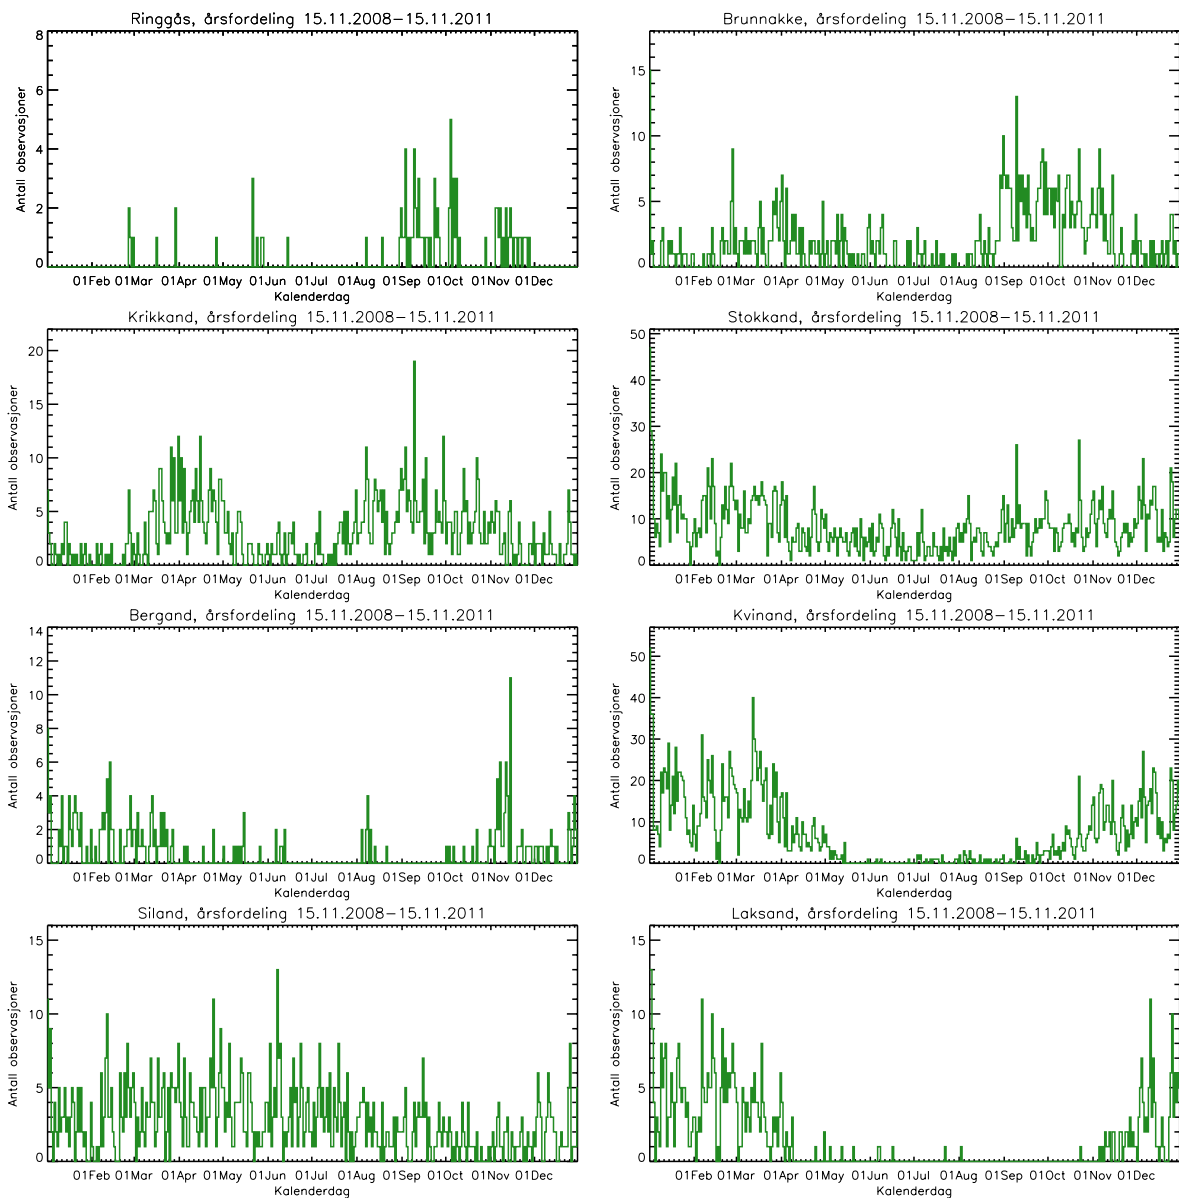 Ringgås, årsfordeling 15.11.2008–15.11.2011
8
6
4
2
0
Antall observasjoner
01Feb 01Mar 01Apr 01May 01Jun 01Jul 01Aug 01Sep 01Oct 01Nov 01Dec
Kalenderdag
Brunnakke, årsfordeling 15.11.2008–15.11.2011
15
10
5
0
Antall observasjoner
01Feb 01Mar 01Apr 01May 01Jun 01Jul 01Aug 01Sep 01Oct 01Nov 01Dec
Kalenderdag
Krikkand, årsfordeling 15.11.2008–15.11.2011
20
15
10
5
0
Antall observasjoner
01Feb 01Mar 01Apr 01May 01Jun 01Jul 01Aug 01Sep 01Oct 01Nov 01Dec
Kalenderdag
Stokkand, årsfordeling 15.11.2008–15.11.2011
50
40
30
20
10
0
Antall observasjoner
01Feb 01Mar 01Apr 01May 01Jun 01Jul 01Aug 01Sep 01Oct 01Nov 01Dec
Kalenderdag
Bergand, årsfordeling 15.11.2008–15.11.2011
14
12
10
8
6
4
2
0
Antall observasjoner
01Feb 01Mar 01Apr 01May 01Jun 01Jul 01Aug 01Sep 01Oct 01Nov 01Dec
Kalenderdag
Kvinand, årsfordeling 15.11.2008–15.11.2011
50
40
30
20
10
0
Antall observasjoner
01Feb 01Mar 01Apr 01May 01Jun 01Jul 01Aug 01Sep 01Oct 01Nov 01Dec
Kalenderdag
Siland, årsfordeling 15.11.2008–15.11.2011
15
10
5
0
Antall observasjoner
01Feb 01Mar 01Apr 01May 01Jun 01Jul 01Aug 01Sep 01Oct 01Nov 01Dec
Kalenderdag
Laksand, årsfordeling 15.11.2008–15.11.2011
15
10
5
0
Antall observasjoner
01Feb 01Mar 01Apr 01May 01Jun 01Jul 01Aug 01Sep 01Oct 01Nov 01Dec
Kalenderdag